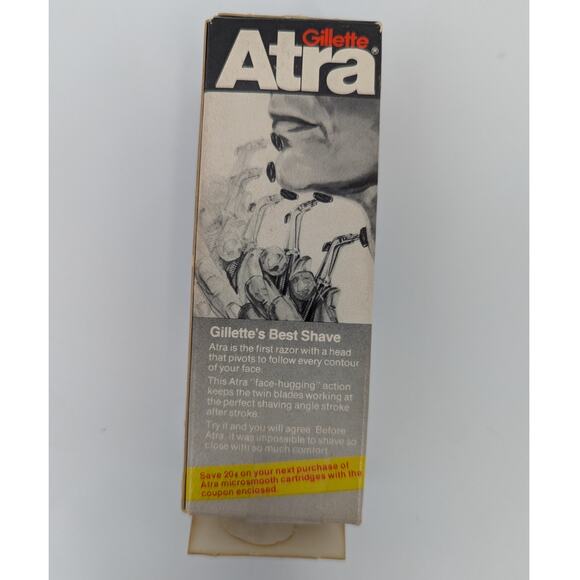 Gillette
Atra®
Gillette's Best Shave
Atra is the first razor with a head
that pivots to follow every contour
of your face.
This Atra "face-hugging" action
keeps the twin blades working at
the perfect shaving angle stroke
after stroke.
Try it and you will agree. Before
Atra, it was impossible to shave so
close with so much comfort.
Save 20¢ on your next purchase of
Atra microsmooth cartridges with the
coupon enclosed.